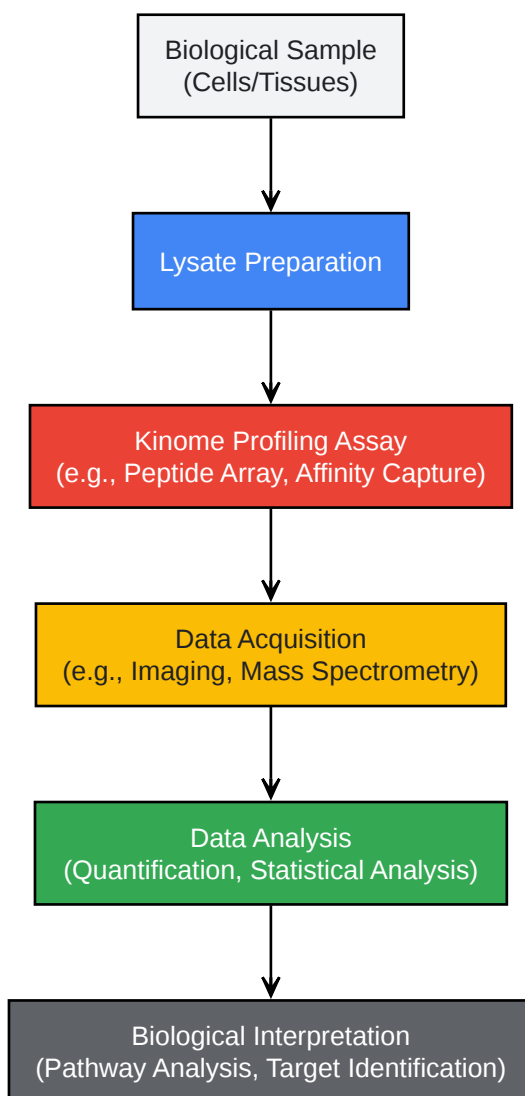 Biological Sample
(Cells/Tissues)
Lysate Preparation
Kinome Profiling Assay
(e.g., Peptide Array, Affinity Capture)
Data Acquisition
(e.g., Imaging, Mass Spectrometry)
Data Analysis
(Quantification, Statistical Analysis)
Biological Interpretation
(Pathway Analysis, Target Identification)